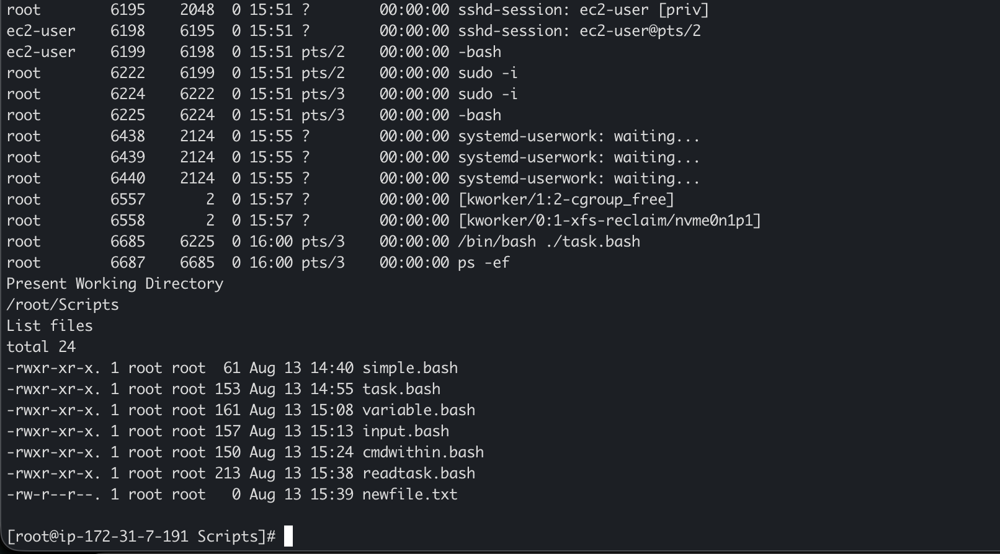 root        6195    2048  0 15:51 ?        00:00:00 sshd-session: ec2-user [priv]
ec2-user    6198    6195  0 15:51 ?        00:00:00 sshd-session: ec2-user@pts/2
ec2-user    6199    6198  0 15:51 pts/2    00:00:00 -bash
root        6222    6199  0 15:51 pts/2    00:00:00 sudo -i
root        6224    6222  0 15:51 pts/3    00:00:00 sudo -i
root        6225    6224  0 15:51 pts/3    00:00:00 -bash
root        6438    2124  0 15:55 ?        00:00:00 systemd-userwork: waiting...
root        6439    2124  0 15:55 ?        00:00:00 systemd-userwork: waiting...
root        6440    2124  0 15:55 ?        00:00:00 systemd-userwork: waiting...
root        6557       2  0 15:57 ?        00:00:00 [kworker/1:2-cgroup_free]
root        6558       2  0 15:57 ?        00:00:00 [kworker/0:1-xfs-reclaim/nvme0n1p1]
root        6685    6225  0 16:00 pts/3    00:00:00 /bin/bash ./task.bash
root        6687    6685  0 16:00 pts/3    00:00:00 ps -ef
Present Working Directory
/root/Scripts
List files
total 24
-rwxr-xr-x. 1 root root  61 Aug 13 14:40 simple.bash
-rwxr-xr-x. 1 root root 153 Aug 13 14:55 task.bash
-rwxr-xr-x. 1 root root 161 Aug 13 15:08 variable.bash
-rwxr-xr-x. 1 root root 157 Aug 13 15:13 input.bash
-rwxr-xr-x. 1 root root 150 Aug 13 15:24 cmdwithin.bash
-rwxr-xr-x. 1 root root 213 Aug 13 15:38 readtask.bash
-rw-r--r--. 1 root root   0 Aug 13 15:39 newfile.txt

[root@ip-172-31-7-191 Scripts]#